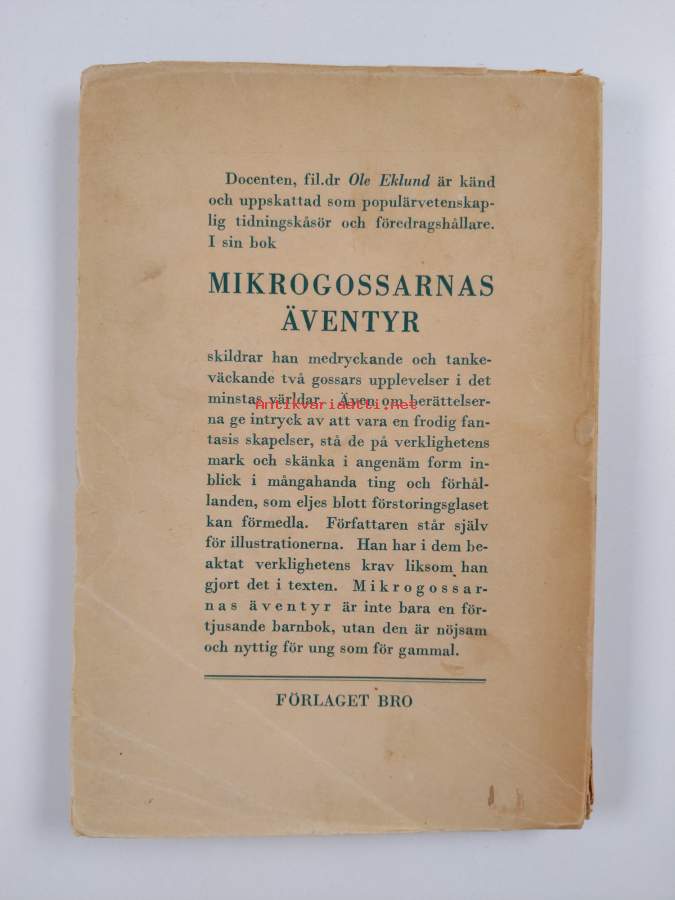 Docenten, fil.dr Ole Eklund är känd
och uppskattad som populärvetenskap-
lig tidningskåsör och föredragshållare.
I sin bok
MIKROGOSSARNAS
ÄVENTYR
skildrar han medryckande och tanke-
väckande två gossars upplevelser i det
minstas världar. Även om berättelser-
Antikvariaatti.net
na ge intryck av att vara en frodig fan-
tasis skapelser, stå de på verklighetens
mark och skänka i angenäm form in-
blick i mångahanda ting och förhål-
landen, som eljes blott förstoringsglaset
kan förmedla. Författaren står själv
för illustrationerna. Han har i dem be-
aktat verklighetens krav liksom han
gjort det i texten. Mikrogossar-
nas äventyr är inte bara en för-
tjusande barnbok, utan den är nöjsam
och nyttig för ung som för gammal.
FÖRLAGET BRO